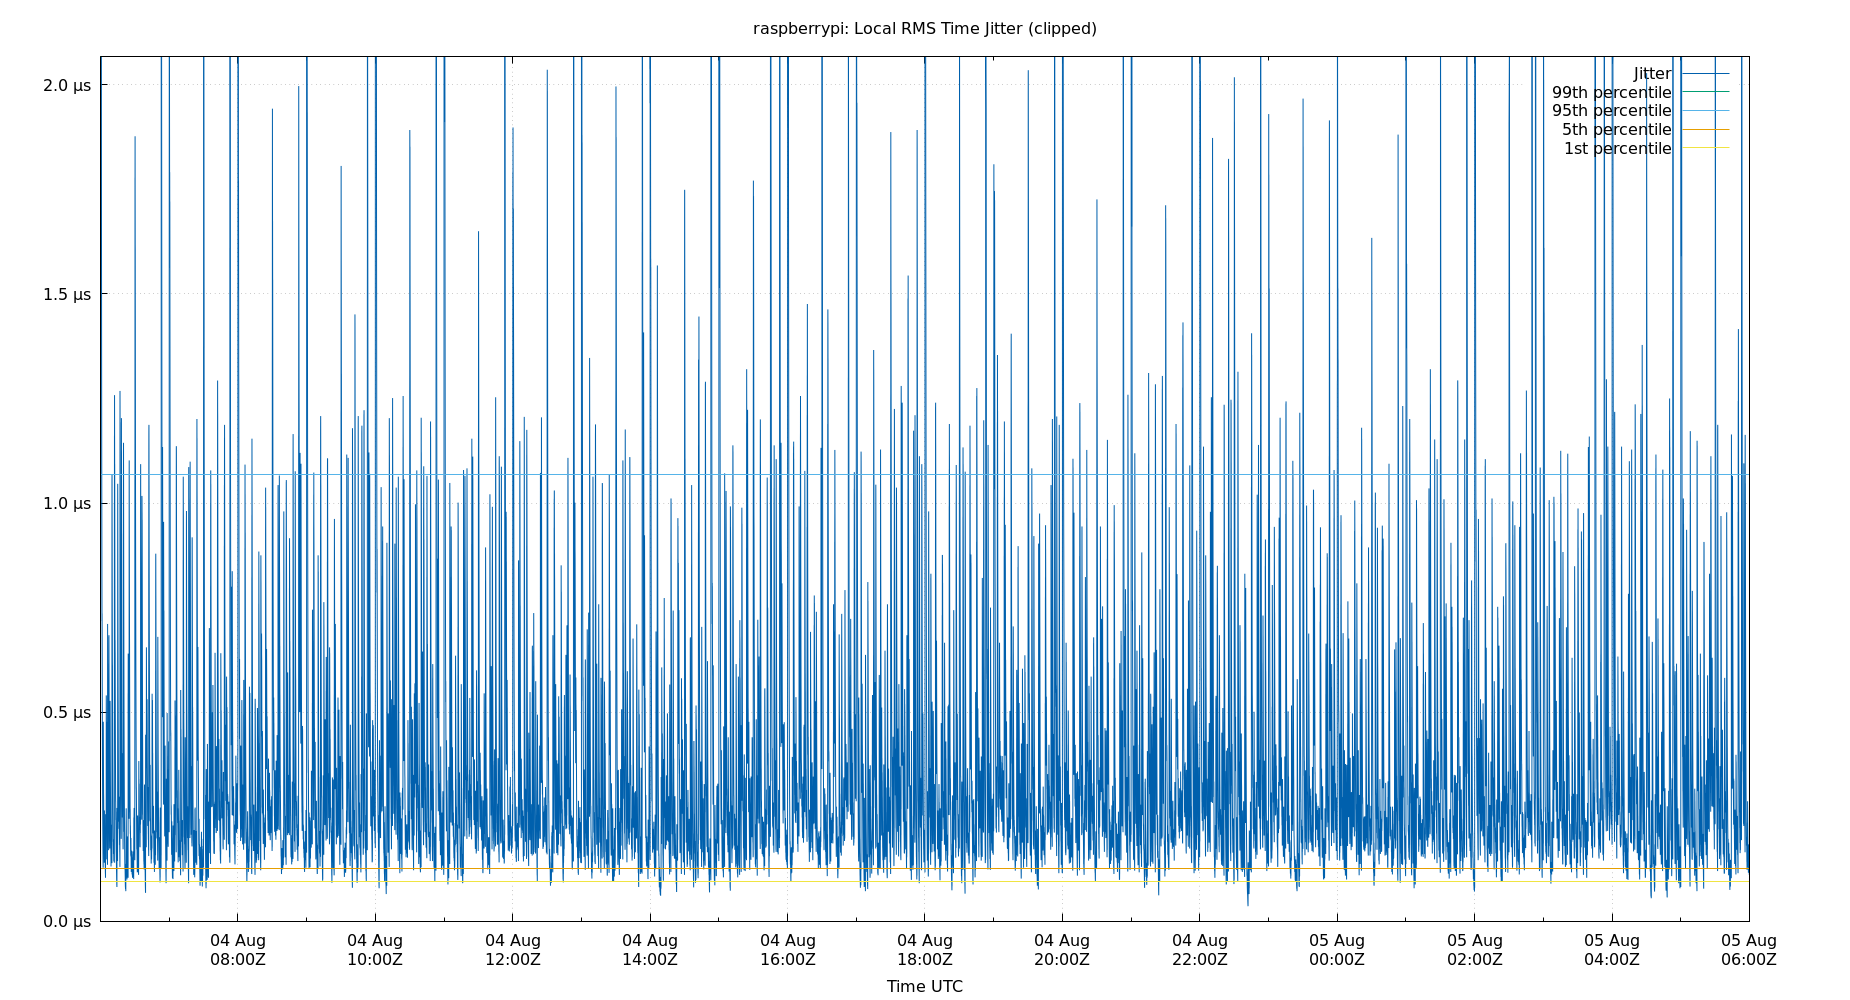 raspberrypi: Local RMS Time Jitter (clipped)
Jitter
99th percentile
95th percentile
5th percentile
1st percentile
2.0 µs
1.5 µs
1.0 µs
0.5 µs
0.0 µs
04 Aug 04 Aug 04 Aug 04 Aug 04 Aug 04 Aug 04 Aug 04 Aug 05 Aug 05 Aug 05 Aug 05 Aug
08:00Z 10:00Z 12:00Z 14:00Z 16:00Z 18:00Z 20:00Z 22:00Z 00:00Z 02:00Z 04:00Z 06:00Z
Time UTC